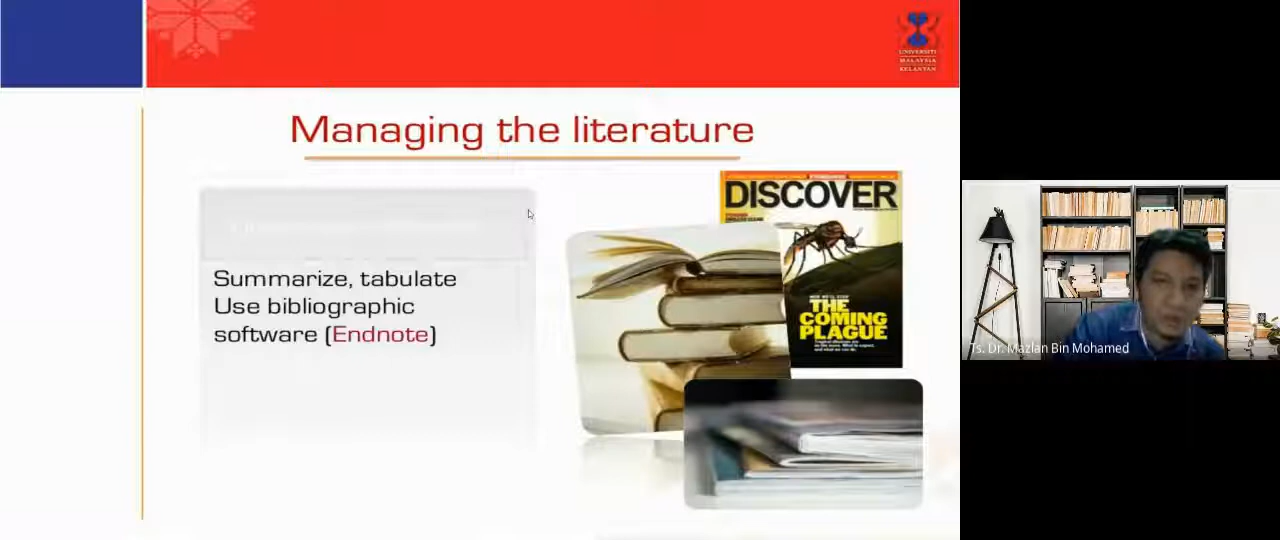 UNIVERSITI
MALAYSIA
KELANTAN
Managing the literature
DISCOVER
Summarize, tabulate
Use bibliographic
software (Endnote)
THE
COMING
PLAGUE
Ts. Dr. Mazlan Bin Mohamed